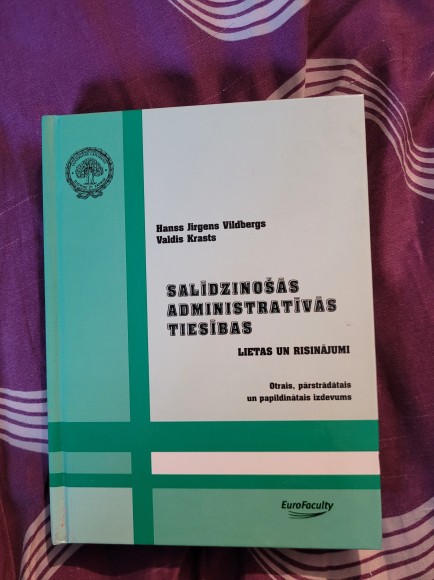 Hanss Jirgens Vildbergs
Valdis Krasts
SALĪDZINOŠĀS
ADMINISTRATĪVĀS
TIESĪBAS
LIETAS UN RISINĀJUMI
Otrais, pārstrādātais
un papildinātais izdevums
EuroFaculty